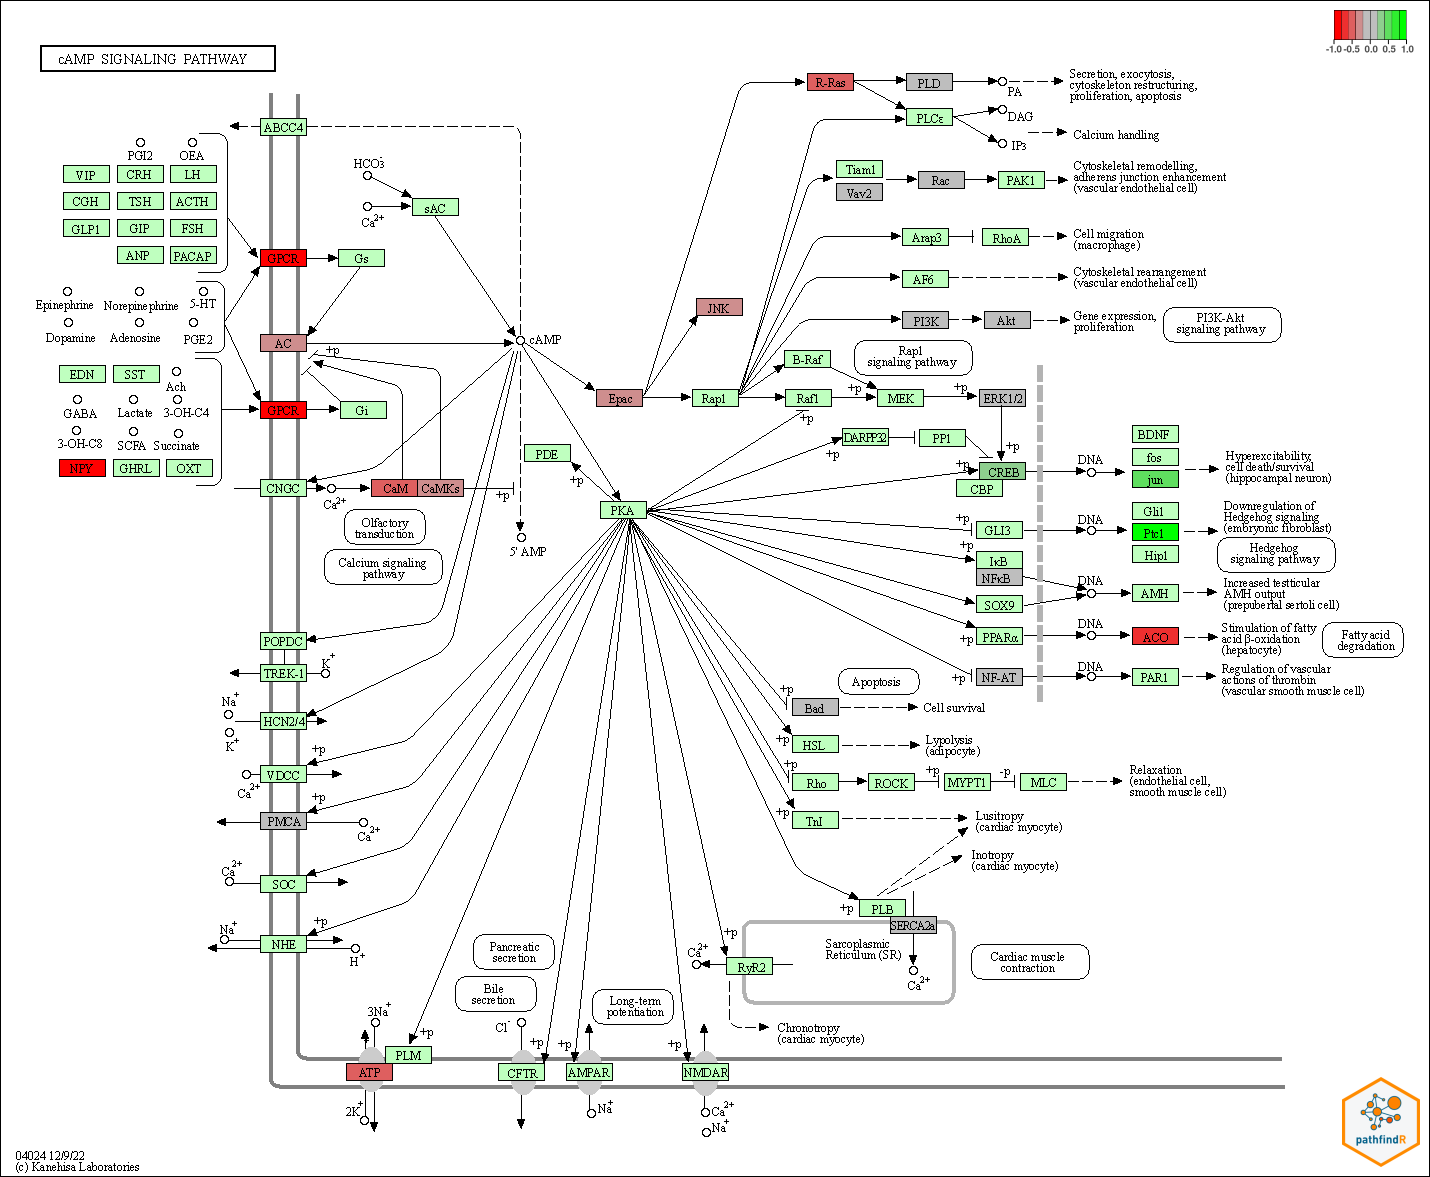 cAMP SIGNALING PATHWAY
-1.0 -0.5 0.0 0.5 1.0
ABCC4
PGI2
OEA
VIP
CRH
LH
CGH
TSH
ACTH
GLP1
GIP
FSH
ANP
PACAP
HCO3-
Ca2+
sAC
GPCR
Gs
Epinephrine
Norepinephrine
5-HT
Dopamine
Adenosine
PGE2
AC
+p
cAMP
EDN
SST
Ach
GABA
Lactate
3-OH-C4
GPCR
Gi
3-OH-C8
SCFA
Succinate
NPY
GHRL
OXT
CNGC
Ca2+
CaM
CaMKs
+p
5' AMP
PDE
+p
PKA
Olfactory
transduction
Calcium signaling
pathway
R-Ras
PLD
PA
Secretion, exocytosis,
cytoskeleton restructuring,
proliferation, apoptosis
PLCε
DAG
IP3
Calcium handling
Tiam1
Vav2
Rac
PAK1
Cytoskeletal remodelling,
adherens junction enhancement
(vascular endothelial cell)
Arap3
RhoA
Cell migration
(macrophage)
AF6
Cytoskeletal rearrangement
(vascular endothelial cell)
JNK
PI3K
Akt
Gene expression,
proliferation
PI3K-Akt
signaling pathway
B-Raf
Rap1
signaling pathway
Epac
Rap1
Raf1
+p
+p
MEK
+p
ERK1/2
+p
DARPP32
+p
PP1
+p
CREB
CBP
DNA
BDNF
fos
jun
Hyperexcitability,
cell death/survival
(hippocampal neuron)
+p
GLI3
DNA
Gli1
Ptc1
Hip1
Downregulation of
Hedgehog signaling
(embryonic fibroblast)
Hedgehog
signaling pathway
+p
IκB
NFκB
DNA
SOX9
AMH
Increased testticular
AMH output
(prepubertal sertoli cell)
+p
PPARα
DNA
ACO
Stimulation of fatty
acid β-oxidation
(hepatocyte)
Fatty acid
degradation
+p
NF-AT
DNA
PAR1
Regulation of vascular
actions of thrombin
(vascular smooth muscle cell)
Apoptosis
+p
Bad
Cell survival
+p
HSL
Lypolysis
(adipocyte)
+p
Rho
ROCK
+p
MYPT1
-p
MLC
Relaxation
(endothelial cell,
smooth muscle cell)
+p
TnI
Lusitropy
(cardiac myocyte)
Inotropy
(cardiac myocyte)
+p
PLB
SERCA2a
Sarcoplasmic
Reticulum (SR)
Ca2+
Cardiac muscle
contraction
+p
Ca2+
RyR2
Chronotropy
(cardiac myocyte)
POPDC
TREK-1
K+
Na+
K+
HCN2/4
+p
VDCC
Ca2+
+p
PMCA
Ca2+
Ca2+
SOC
+p
Na+
NHE
H+
Pancreatic
secretion
Bile
secretion
Long-term
potentiation
3Na+
+p
PLM
ATP
2K+
Cl-
+p
CFTR
+p
AMPAR
Na+
+p
NMDAR
Ca2+
Na+
04024 12/9/22
(c) Kanehisa Laboratories
pathfindR